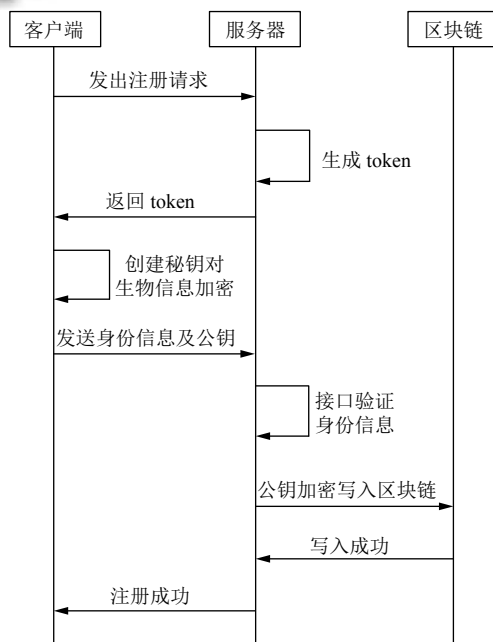 客户端
服务器
区块链
发出注册请求
生成 token
返回 token
创建秘钥对
生物信息加密
发送身份信息及公钥
接口验证
身份信息
公钥加密写入区块链
写入成功
注册成功